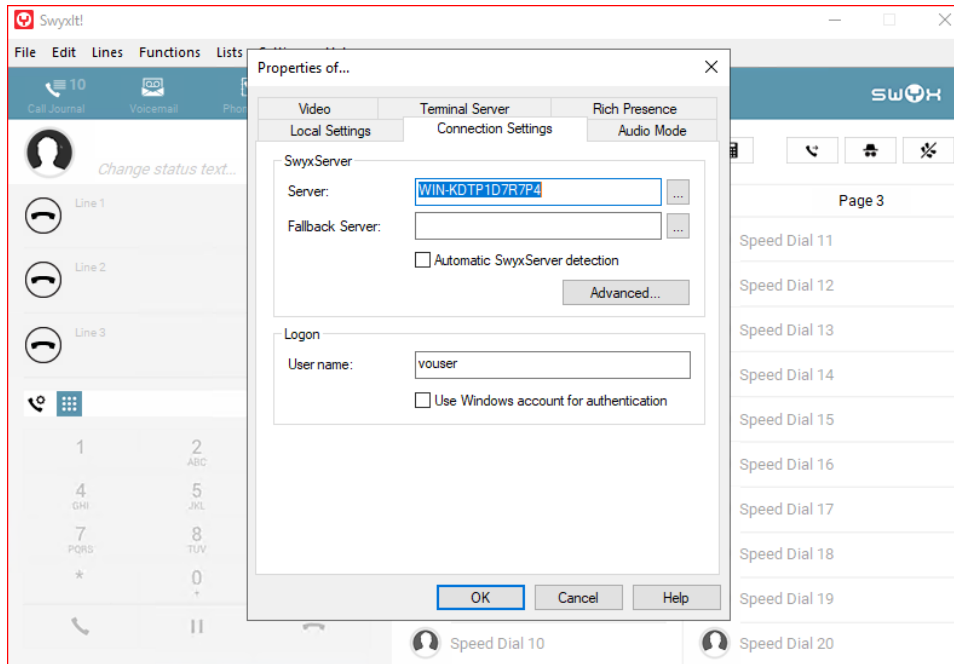 SwyxIt!
File Edit Lines Functions Lists
10
Call Journal Voicemail
swyx
Change status text...
Line 1
Line 2
Line 3
1 2
ABC
4 5
GHI JKL
7 8
PQRS TUV
* 0
+
Properties of...
Video Terminal Server Rich Presence
Local Settings Connection Settings Audio Mode
SwyxServer
Server: WIN-KDTP1D7R7P4 ...
Fallback Server: ...
Automatic SwyxServer detection
Advanced...
Logon
User name: vouser
Use Windows account for authentication
OK Cancel Help
Page 3
Speed Dial 11
Speed Dial 12
Speed Dial 13
Speed Dial 14
Speed Dial 15
Speed Dial 16
Speed Dial 17
Speed Dial 18
Speed Dial 19
Speed Dial 10 Speed Dial 20